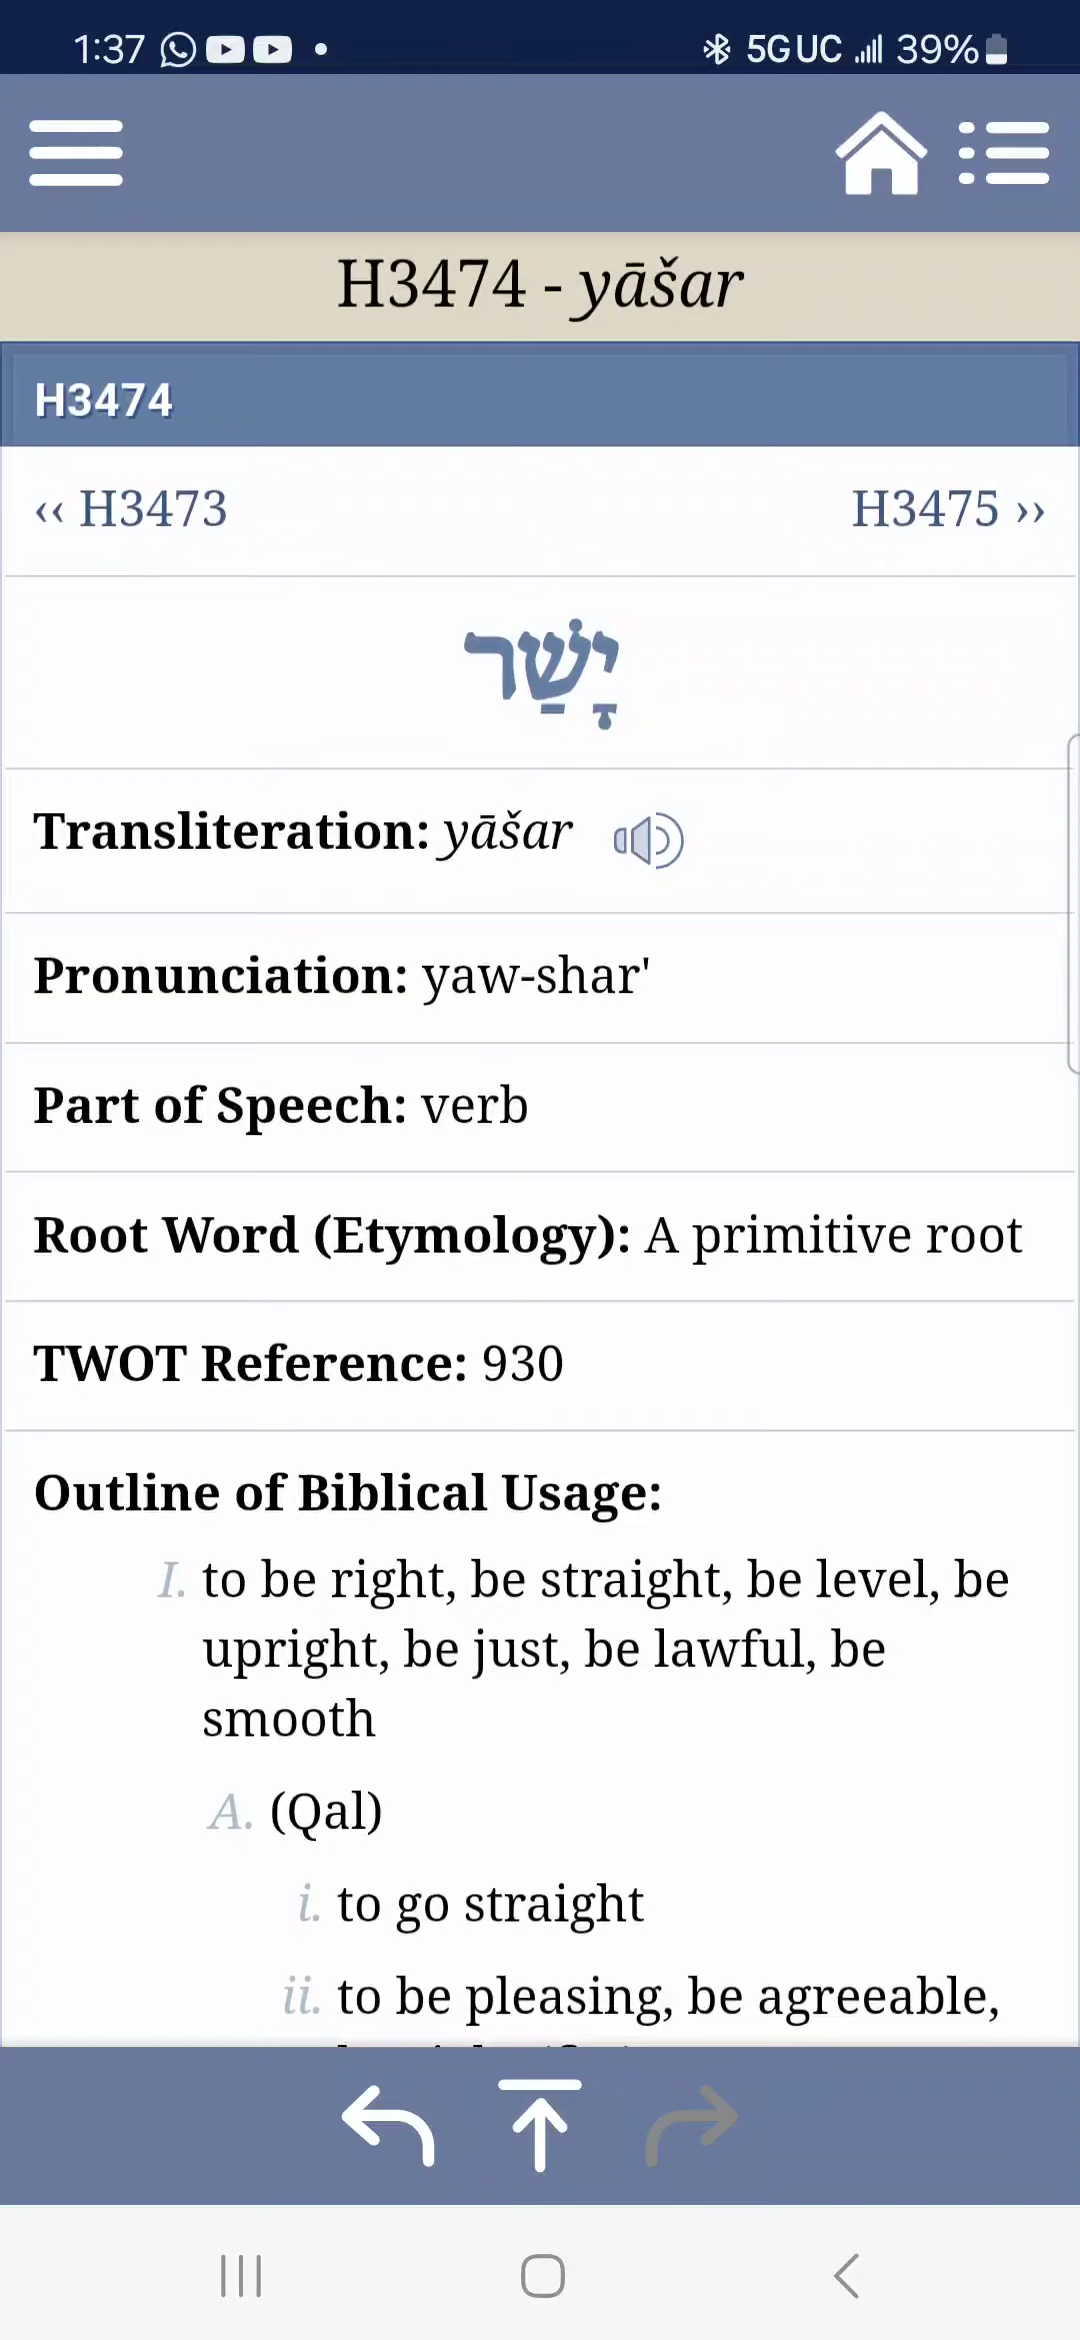 1:37 5G UC 39%
H3474 - yāšar
H3474
‹‹ H3473 H3475 ››
יָשַׁר
Transliteration: yāšar
Pronunciation: yaw-shar'
Part of Speech: verb
Root Word (Etymology): A primitive root
TWOT Reference: 930
Outline of Biblical Usage:
I. to be right, be straight, be level, be
upright, be just, be lawful, be
smooth
A. (Qal)
i. to go straight
ii. to be pleasing, be agreeable,